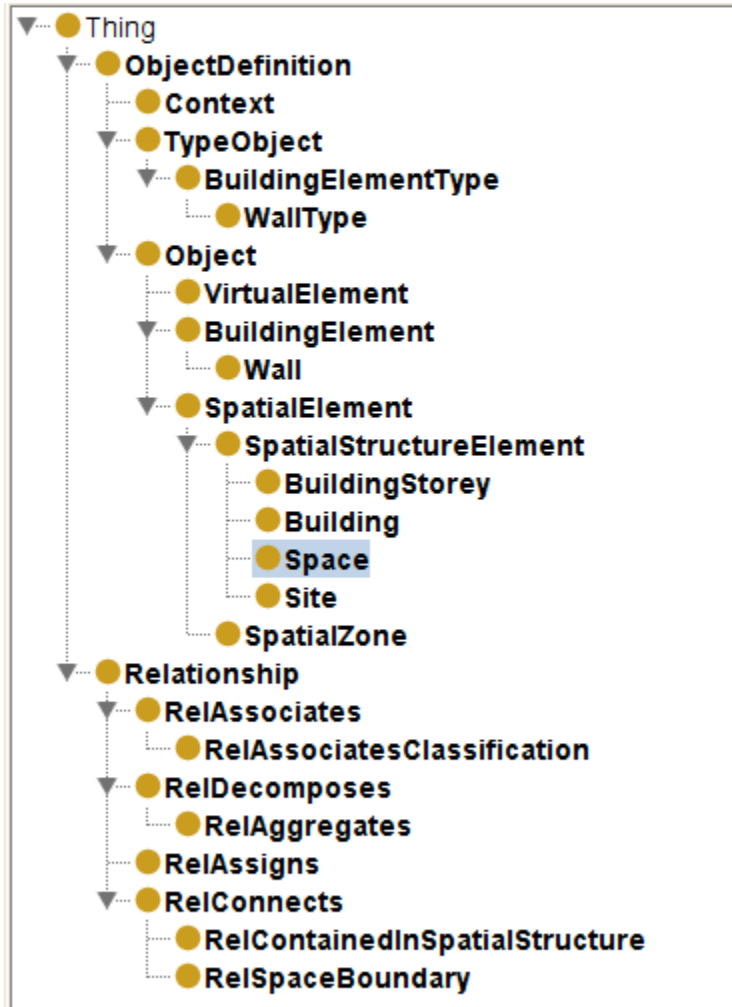 Thing
ObjectDefinition
Context
TypeObject
BuildingElementType
WallType
Object
VirtualElement
BuildingElement
Wall
SpatialElement
SpatialStructureElement
BuildingStorey
Building
Space
Site
SpatialZone
Relationship
RelAssociates
RelAssociatesClassification
RelDecomposes
RelAggregates
RelAssigns
RelConnects
RelContainedInSpatialStructure
RelSpaceBoundary